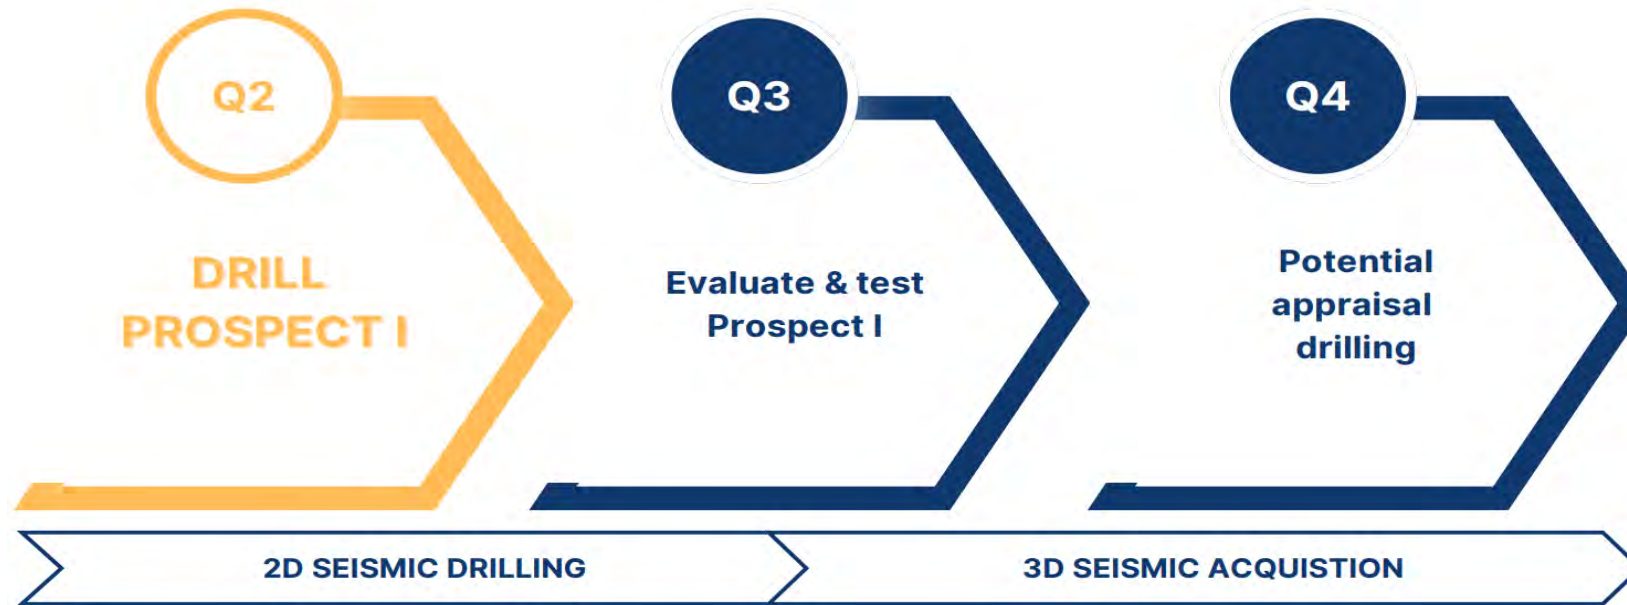 Q2
DRILL
PROSPECT I
Q3
Evaluate & test
Prospect I
Q4
Potential
appraisal
drilling
2D SEISMIC DRILLING
3D SEISMIC ACQUISTION